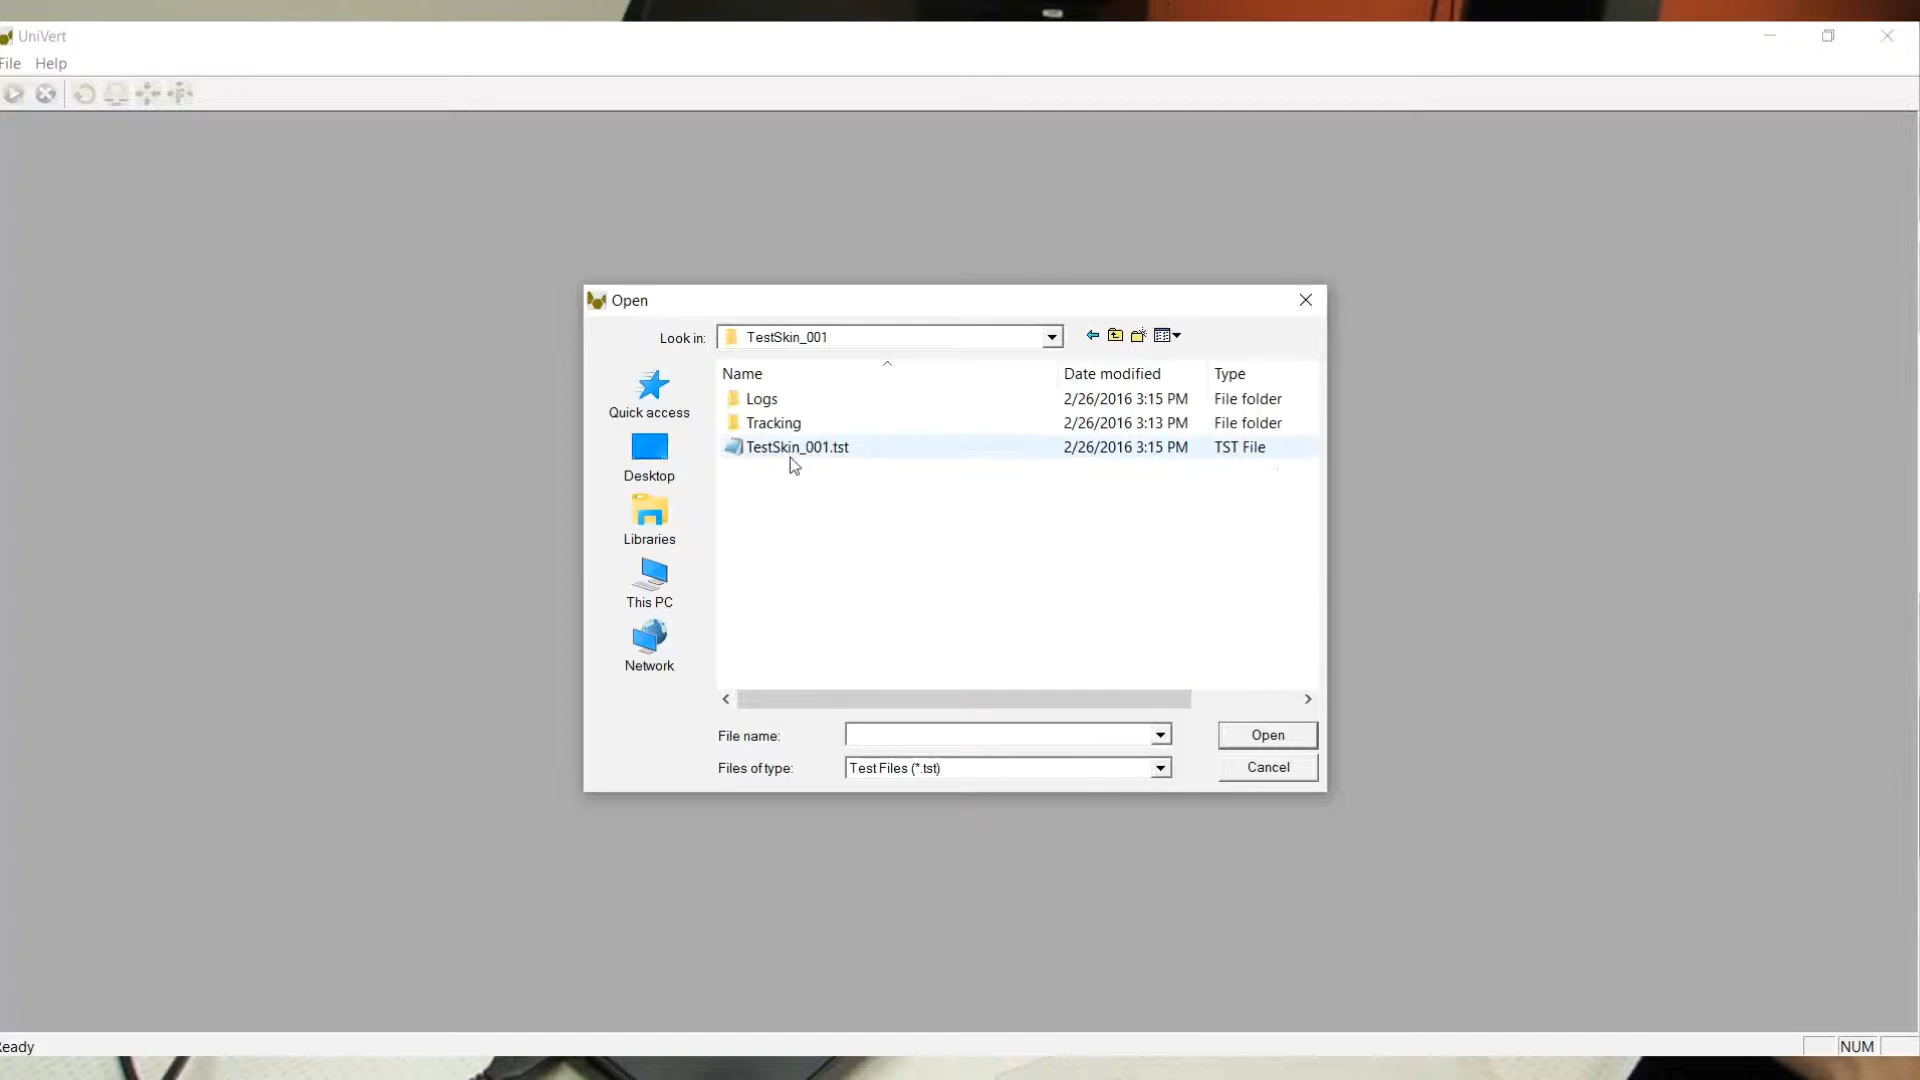 UniVert
File Help
Open
Look in: TestSkin_001
Name Date modified Type
Logs 2/26/2016 3:15 PM File folder
Tracking 2/26/2016 3:13 PM File folder
TestSkin_001.tst 2/26/2016 3:15 PM TST File
Quick access
Desktop
Libraries
This PC
Network
File name: Open
Files of type: Test Files (*.tst) Cancel
Ready NUM